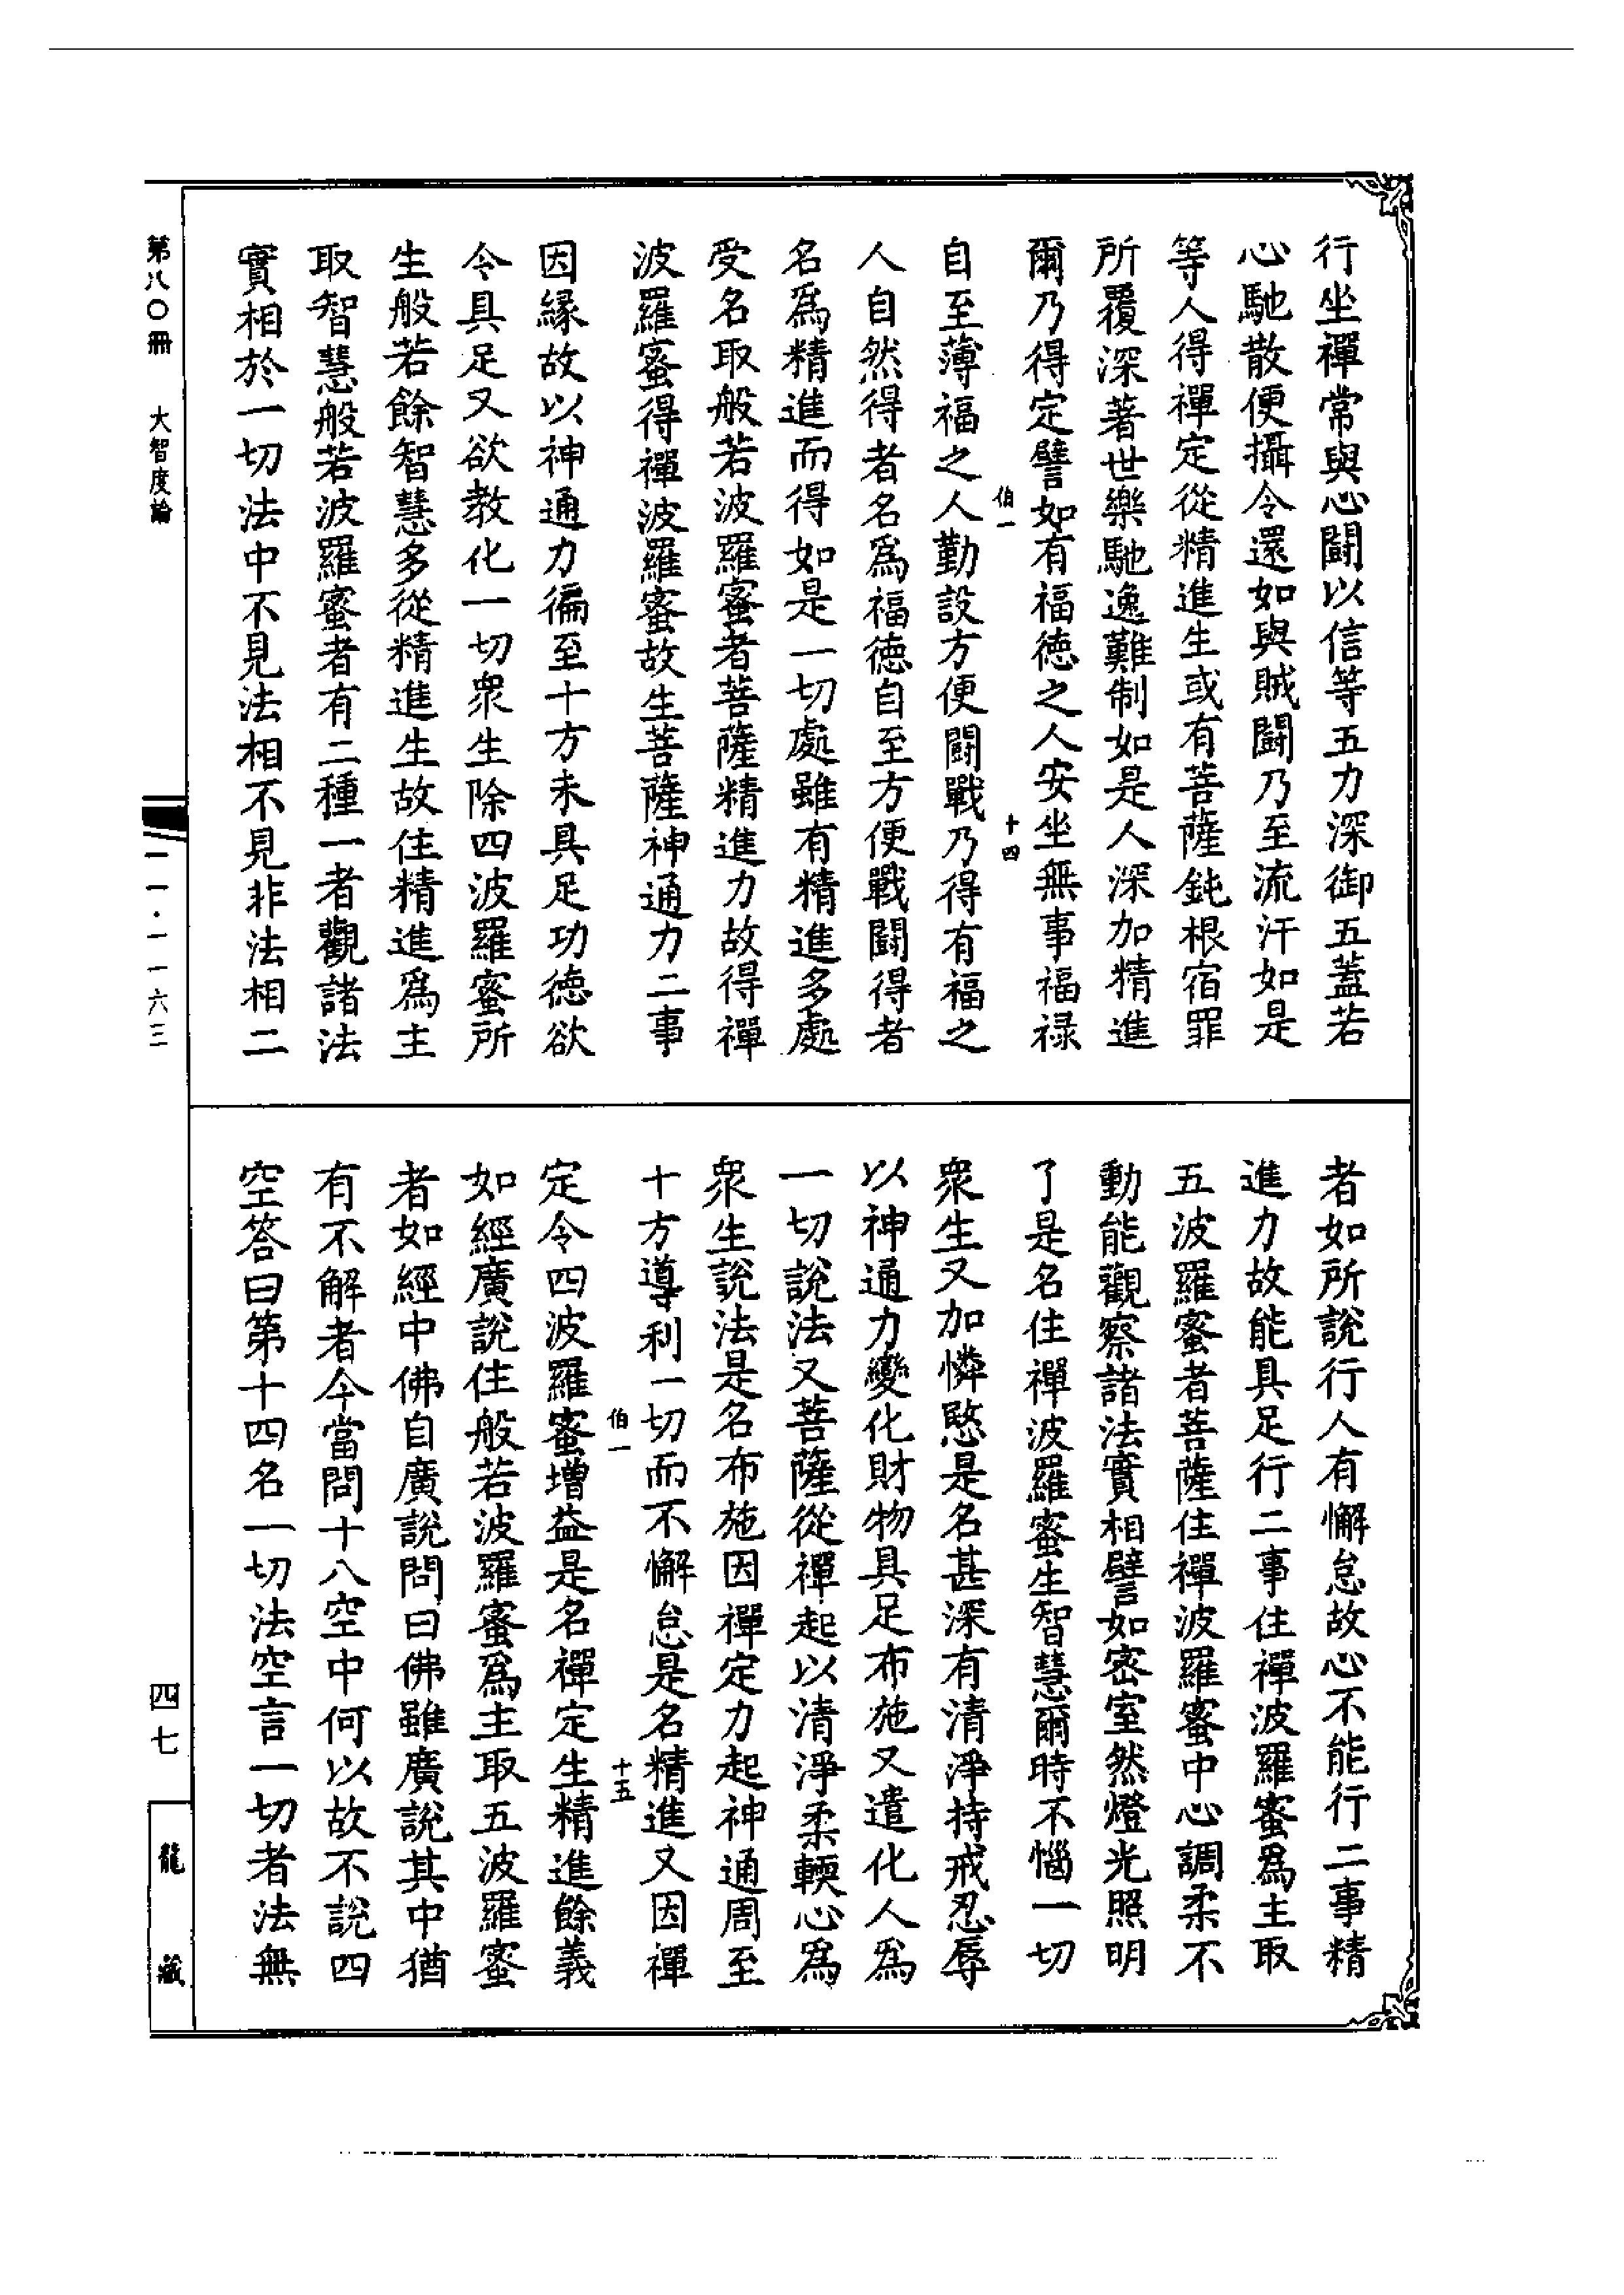 行坐禪常與心鬪以信等五力深御五蓋若
心馳散便攝令還如與賊鬪乃至流汗如是
等人得禪定從精進生或有菩薩鈍根宿罪
所覆深著世樂馳逸難制如是人深加精進
爾乃得定譬如有福德之人安坐無事福祿
伯一
十四
自至薄福之人勤設方便鬪戰乃得有福之
人自然得者名爲福德自至方便戰鬪得者
名爲精進而得如是一切處雖有精進多處
受名取般若波羅蜜者菩薩精進力故得禪
波羅蜜得禪波羅蜜故生菩薩神通力二事
因緣故以神通力徧至十方未具足功德欲
令具足又欲教化一切衆生除四波羅蜜所
生般若餘智慧多從精進生故住精進爲主
取智慧般若波羅蜜者有二種一者觀諸法
實相於一切法中不見法相不見非法相二
者如所說行人有懈怠故心不能行二事精
進力故能具足行二事住禪波羅蜜爲主取
五波羅蜜者菩薩住禪波羅蜜中心調柔不
動能觀察諸法實相譬如密室然燈光照明
了是名住禪波羅蜜生智慧爾時不惱一切
衆生又加憐愍是名甚深有清淨持戒忍辱
以神通力變化財物具足布施又遣化人爲
一切說法又菩薩從禪起以清淨柔輭心爲
衆生說法是名布施因禪定力起神通周至
十方導利一切而不懈怠是名精進又因禪
伯一
十五
定令四波羅蜜增益是名禪定生精進餘義
如經廣說住般若波羅蜜爲主取五波羅蜜
者如經中佛自廣說問曰佛雖廣說其中猶
有不解者今當問十八空中何以故不說四
空答曰第十四名一切法空言一切者法無
第八〇冊 大智度論
一一·一一六三
四七
龍藏